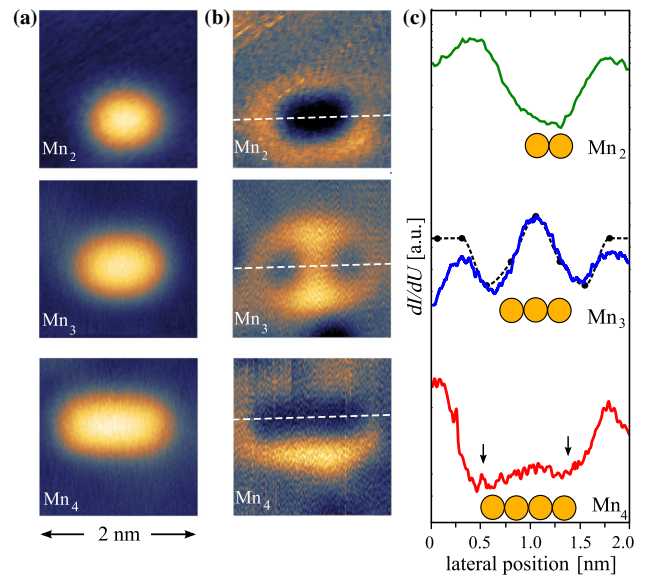 (a)
(b)
(c)
Mn₂
Mn₂
Mn₂
Mn₃
Mn₃
Mn₃
Mn₄
Mn₄
Mn₄
dI/dU [a.u.]
2 nm
0 0.5 1.0 1.5 2.0
lateral position [nm]